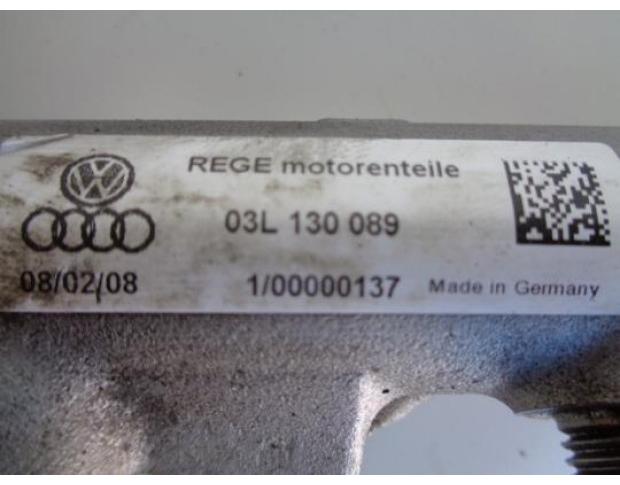 REGE motorenteile
03L 130 089
08/02/08 1/00000137 Made in Germany